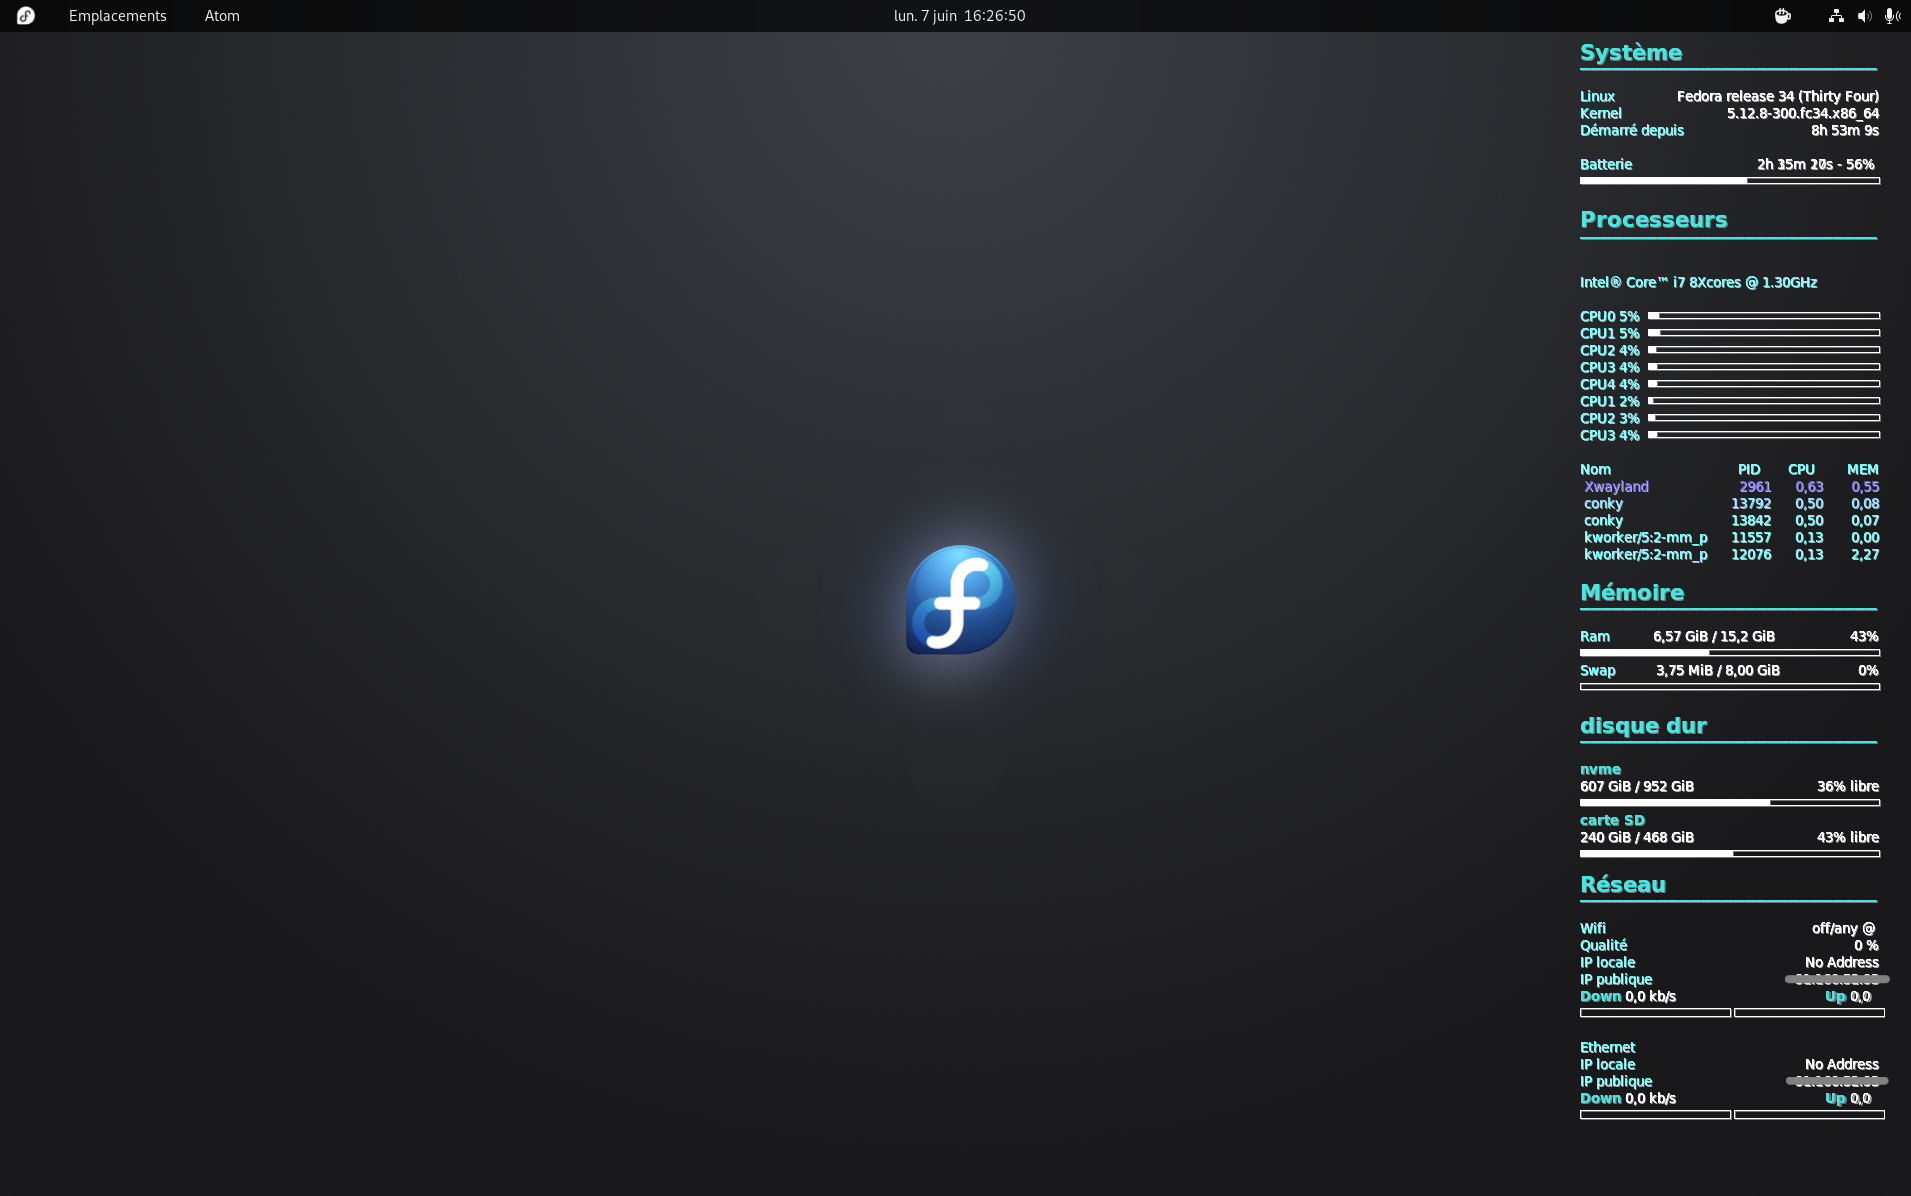 Emplacements Atom lun. 7 juin 16:26:50
Système
Linux Fedora release 34 (Thirty Four)
Kernel 5.12.8-300.fc34.x86_64
Démarré depuis 8h 53m 9s
Batterie 2h - 56%
Processeurs
Intel® Core™ i7 8Xcores @ 1.30GHz
CPU0 5%
CPU1 5%
CPU2 4%
CPU3 4%
CPU4 4%
CPU1 2%
CPU2 3%
CPU3 4%
Nom PID CPU MEM
Xwayland 2961 0,63 0,55
conky 13792 0,50 0,08
conky 13842 0,50 0,07
kworker/5:2-mm_p 11557 0,13 0,00
kworker/5:2-mm_p 12076 0,13 2,27
Mémoire
Ram 6,57 GiB / 15,2 GiB 43%
Swap 3,75 MiB / 8,00 GiB 0%
disque dur
nvme
607 GiB / 952 GiB 36% libre
carte SD
240 GiB / 468 GiB 43% libre
Réseau
Wifi off/any @
Qualité 0 %
IP locale No Address
IP publique
Down 0,0 kb/s Up 0,0
Ethernet
IP locale No Address
IP publique
Down 0,0 kb/s Up 0,0